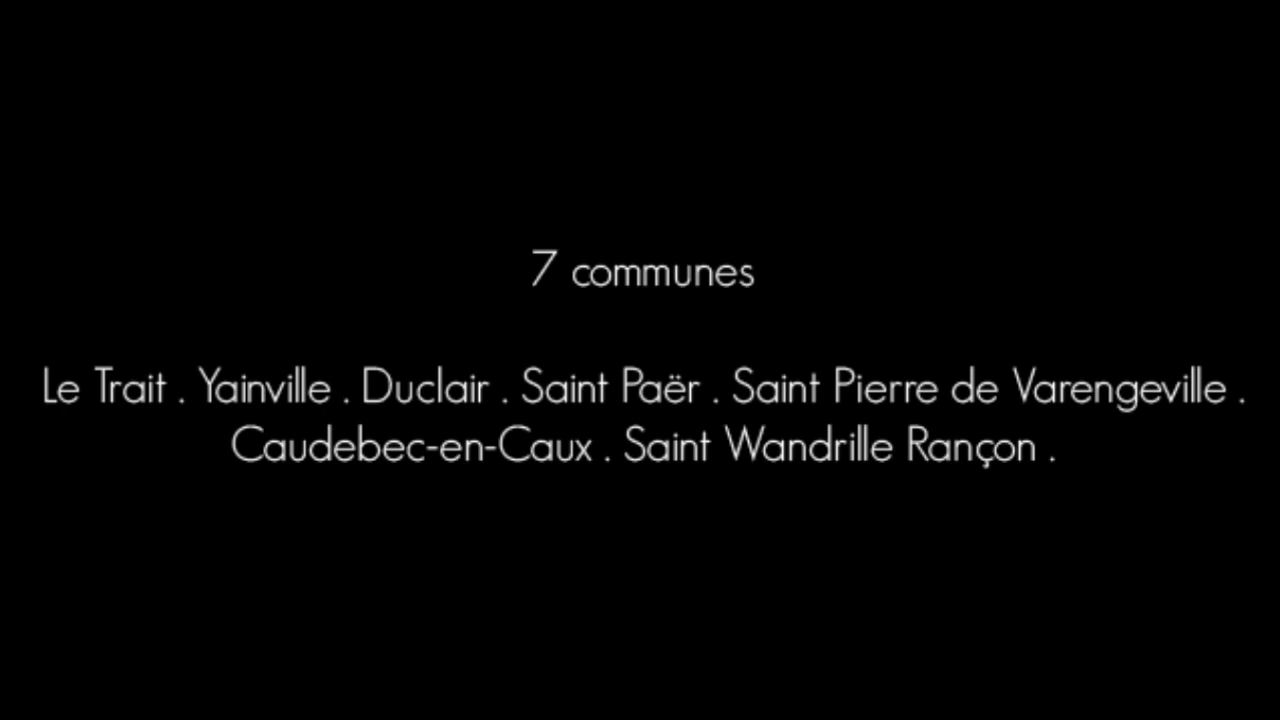 7 communes
Le Trait . Yainville . Duclair . Saint Paër . Saint Pierre de Varengeville .
Caudebec-en-Caux . Saint Wandrille Rançon .